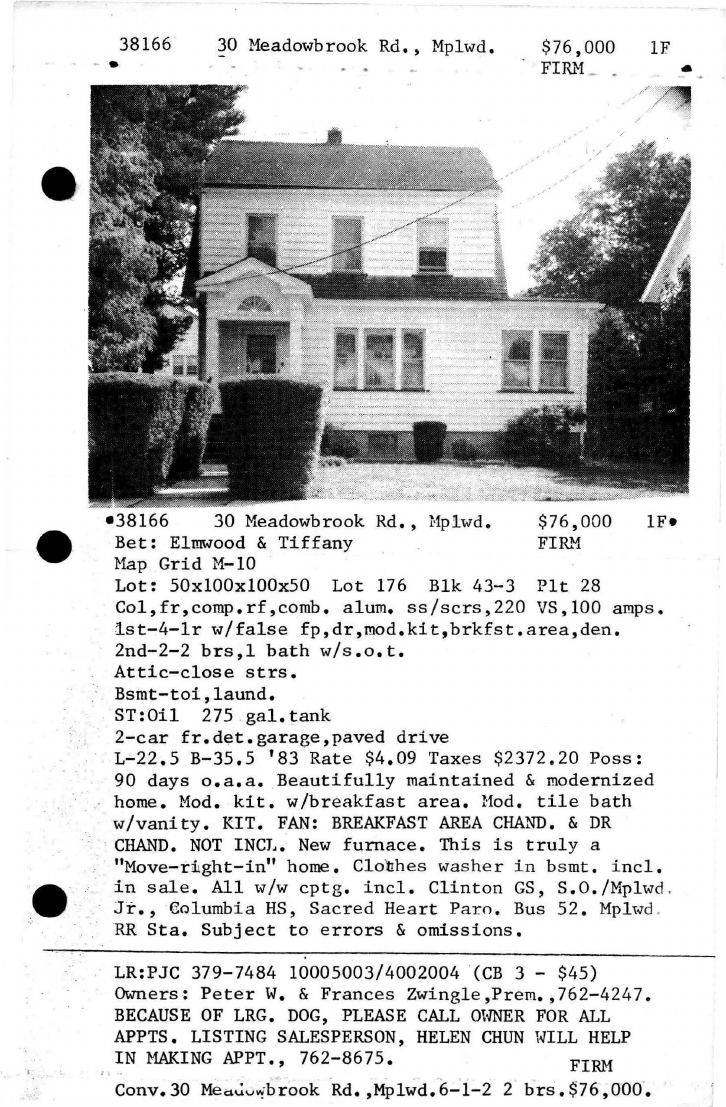 38166 30 Meadowbrook Rd., Mplwd. $76,000 1F
FIRM
38166 30 Meadowbrook Rd., Mplwd. $76,000 1F
Bet: Elmwood & Tiffany FIRM
Map Grid M-10
Lot: 50x100x100x50 Lot 176 Blk 43-3 Plt 28
Col,fr,comp.rf,comb. alum. ss/scrs,220 VS,100 amps.
1st-4-lr w/false fp,dr,mod.kit,brkfst.area,den.
2nd-2-2 brs,1 bath w/s.o.t.
Attic-close strs.
Bsmt-toi,laund.
ST:Oil 275 gal.tank
2-car fr.det.garage,paved drive
L-22.5 B-35.5 '83 Rate $4.09 Taxes $2372.20 Poss:
90 days o.a.a. Beautifully maintained & modernized
home. Mod. kit. w/breakfast area. Mod. tile bath
w/vanity. KIT. FAN: BREAKFAST AREA CHAND. & DR
CHAND. NOT INCL. New furnace. This is truly a
"Move-right-in" home. Clothes washer in bsmt. incl.
in sale. All w/w cptg. incl. Clinton GS, S.O./Mplwd.
Jr., Columbia HS, Sacred Heart Paro. Bus 52. Mplwd.
RR Sta. Subject to errors & omissions.
LR:PJC 379-7484 10005003/4002004 (CB 3 - $45)
Owners: Peter W. & Frances Zwingle,Prem.,762-4247.
BECAUSE OF LRG. DOG, PLEASE CALL OWNER FOR ALL
APPTS. LISTING SALESPERSON, HELEN CHUN WILL HELP
IN MAKING APPT., 762-8675.
FIRM
Conv.30 Meadowbrook Rd.,Mplwd.6-1-2 2 brs.$76,000.